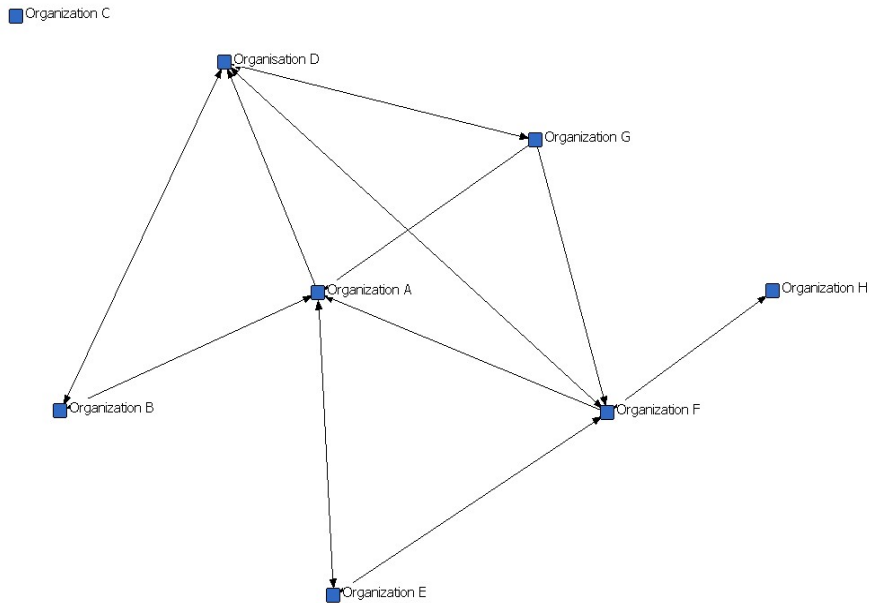 Organization C
Organisation D
Organization G
Organization A
Organization H
Organization B
Organization F
Organization E